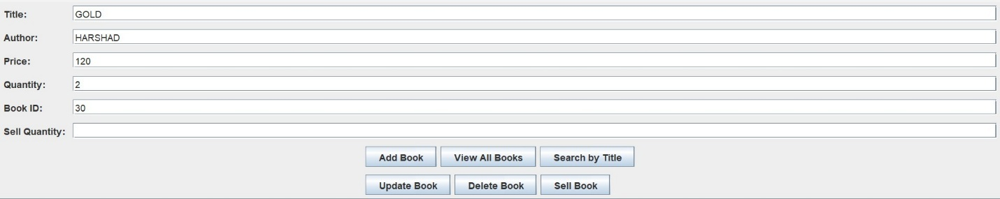 Title: GOLD
Author: HARSHAD
Price: 120
Quantity: 2
Book ID: 30
Sell Quantity:
Add Book View All Books Search by Title
Update Book Delete Book Sell Book